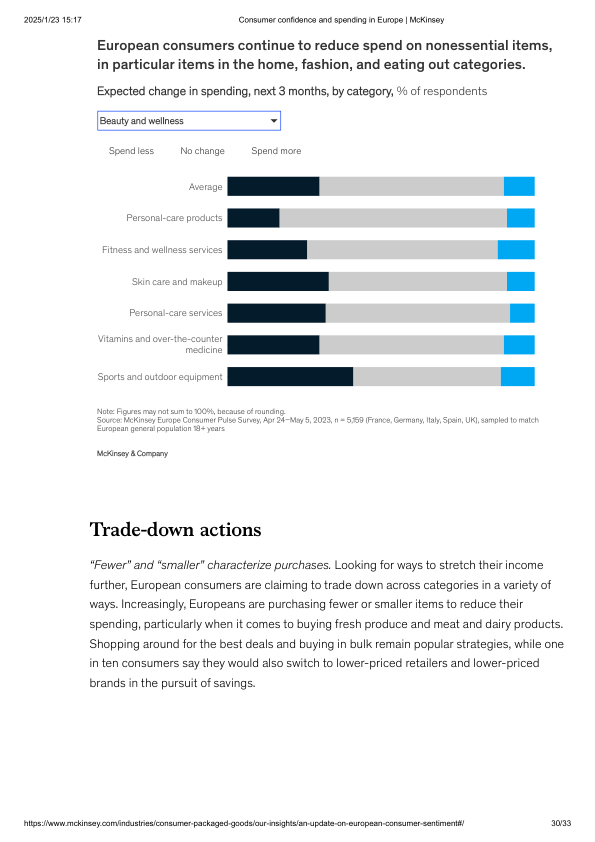 2025/1/23 15:17
Consumer confidence and spending in Europe | McKinsey
European consumers continue to reduce spend on nonessential items,
in particular items in the home, fashion, and eating out categories.
Expected change in spending, next 3 months, by category, % of respondents
Beauty and wellness
Spend less No change Spend more
Average
Personal-care products
Fitness and wellness services
Skin care and makeup
Personal-care services
Vitamins and over-the-counter
medicine
Sports and outdoor equipment
Note: Figures may not sum to 100%, because of rounding.
Source: McKinsey Europe Consumer Pulse Survey, Apr 24–May 5, 2023, n = 5,159 (France, Germany, Italy, Spain, UK), sampled to match
European general population 18+ years
McKinsey & Company
Trade-down actions
“Fewer” and “smaller” characterize purchases. Looking for ways to stretch their income
further, European consumers are claiming to trade down across categories in a variety of
ways. Increasingly, Europeans are purchasing fewer or smaller items to reduce their
spending, particularly when it comes to buying fresh produce and meat and dairy products.
Shopping around for the best deals and buying in bulk remain popular strategies, while one
in ten consumers say they would also switch to lower-priced retailers and lower-priced
brands in the pursuit of savings.
https://www.mckinsey.com/industries/consumer-packaged-goods/our-insights/an-update-on-european-consumer-sentiment#/
30/33